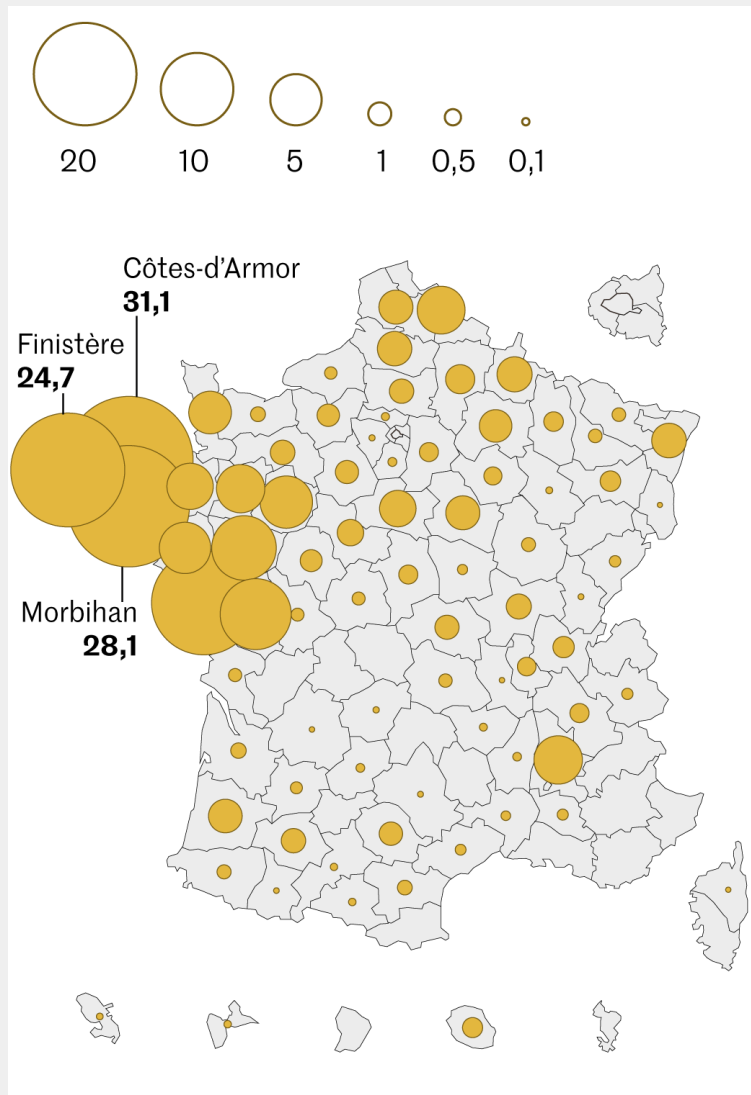 20 10 5 1 0,5 0,1
Côtes-d’Armor
31,1
Finistère
24,7
Morbihan
28,1